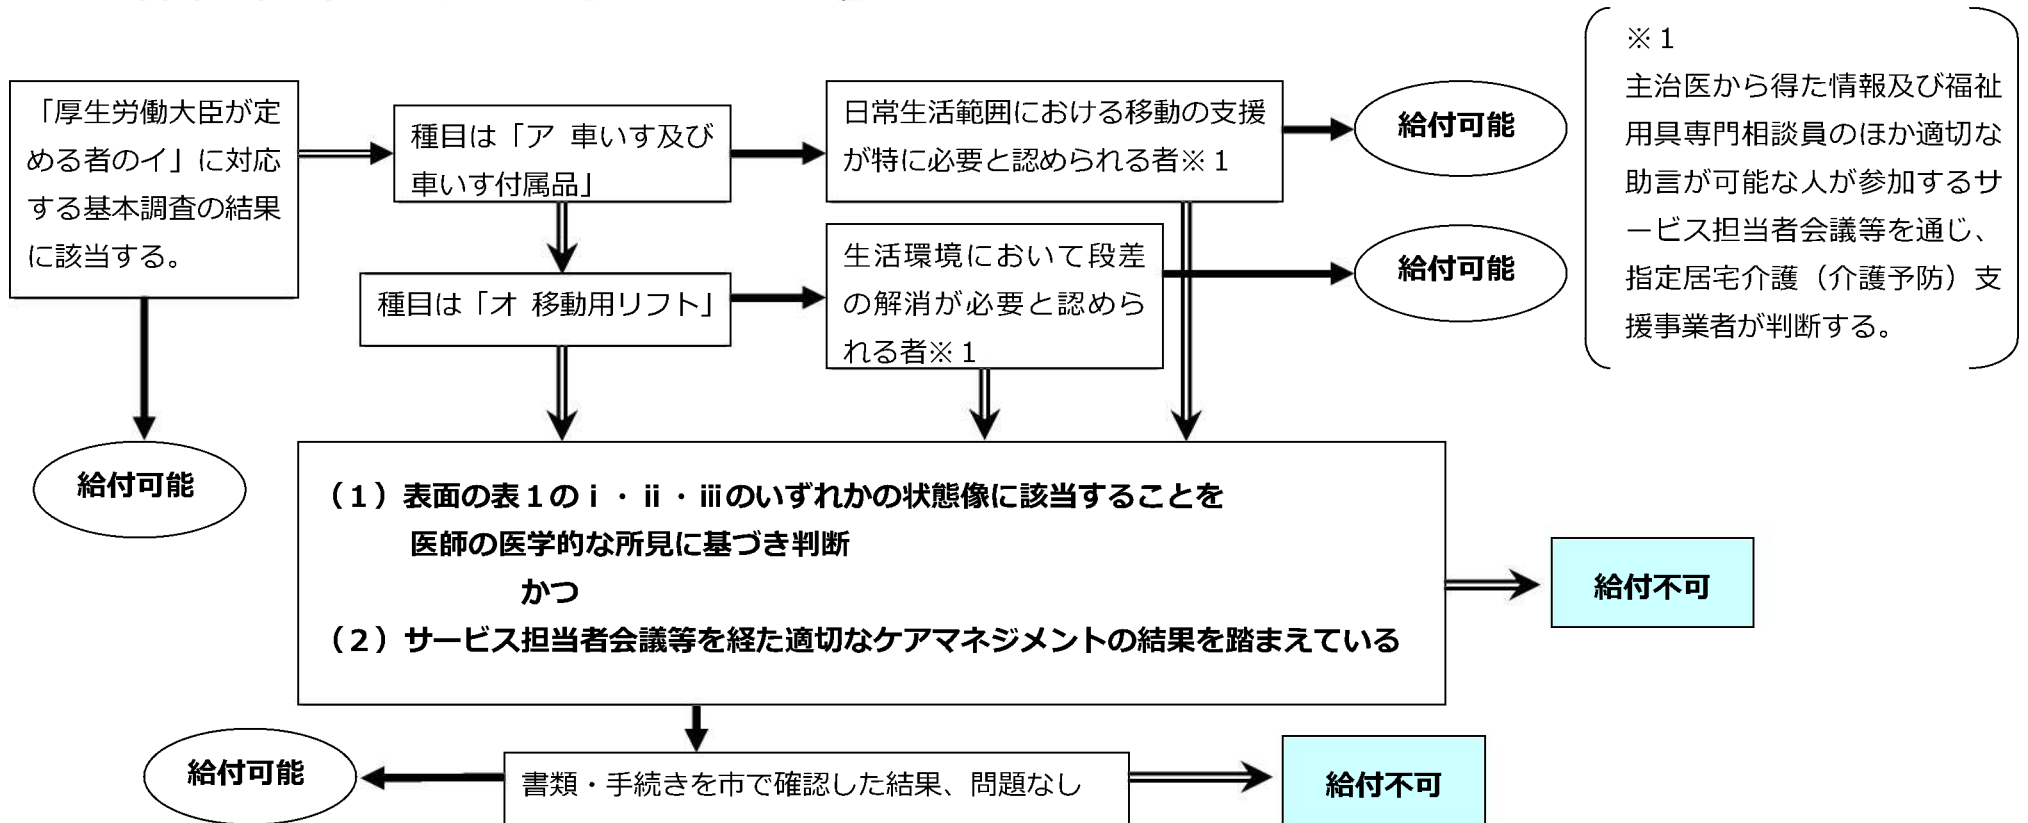 「厚生労働大臣が定
める者のイ」に対応
する基本調査の結果
に該当する。
種目は「ア 車いす及び
車いす付属品」
日常生活範囲における移動の支援
が特に必要と認められる者※１
給付可能
※１
主治医から得た情報及び福祉
用具専門相談員のほか適切な
助言が可能な人が参加するサ
ービス担当者会議等を通じ、
指定居宅介護（介護予防）支
援事業者が判断する。
種目は「オ 移動用リフト」
生活環境において段差
の解消が必要と認めら
れる者※１
給付可能
給付可能
（１）表面の表１のⅰ・ⅱ・ⅲのいずれかの状態像に該当することを
医師の医学的な所見に基づき判断
かつ
（２）サービス担当者会議等を経た適切なケアマネジメントの結果を踏まえている
給付不可
給付可能
書類・手続きを市で確認した結果、問題なし
給付不可